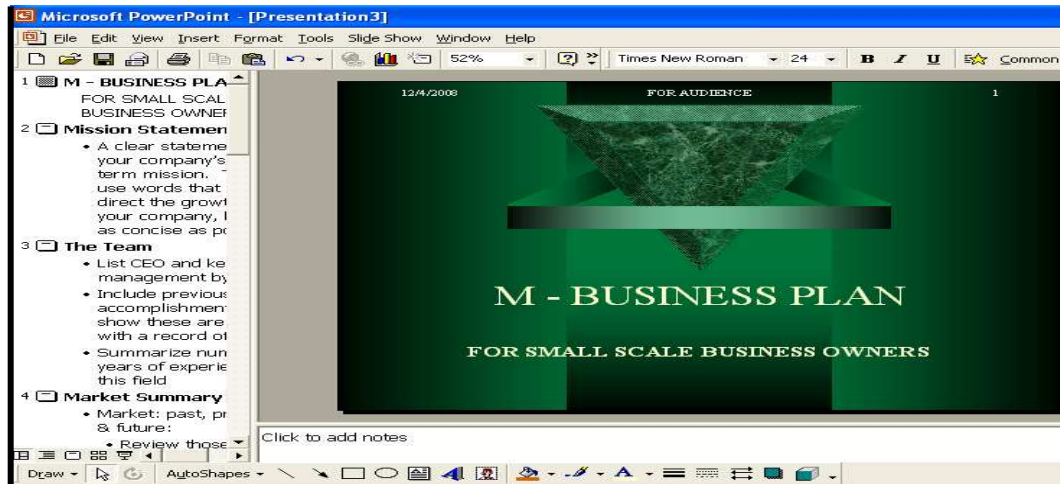 Microsoft PowerPoint - [Presentation3]
File Edit View Insert Format Tools Slide Show Window Help
52% Times New Roman 24 B I U Common
1 M - BUSINESS PLA
FOR SMALL SCAL
BUSINESS OWNER
2 Mission Statemen
• A clear stateme
your company's
term mission.
use words that
direct the growt
your company,
as concise as po
3 The Team
• List CEO and ke
management by
• Include previous
accomplishment
show these are
with a record of
• Summarize num
years of experie
this field
4 Market Summary
• Market: past, pr
& future:
• Review those
12/4/2008 FOR AUDIENCE 1
M - BUSINESS PLAN
FOR SMALL SCALE BUSINESS OWNERS
Click to add notes
Draw AutoShapes